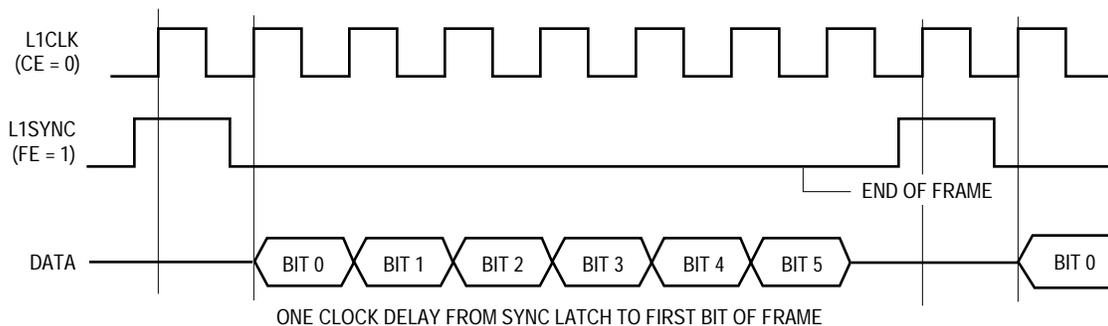 L1CLK
(CE = 0)
L1SYNC
(FE = 1)
END OF FRAME
DATA
BIT 0
BIT 1
BIT 2
BIT 3
BIT 4
BIT 5
BIT 0
ONE CLOCK DELAY FROM SYNC LATCH TO FIRST BIT OF FRAME